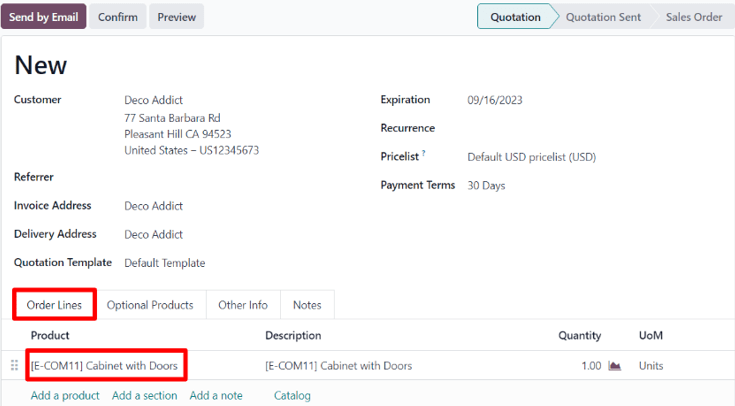 Send by Email Confirm Preview Quotation Quotation Sent Sales Order
New
Customer Deco Addict Expiration 09/16/2023
77 Santa Barbara Rd
Pleasant Hill CA 94523 Recurrence
United States – US12345673
Pricelist ? Default USD pricelist (USD)
Referrer Payment Terms 30 Days
Invoice Address Deco Addict
Delivery Address Deco Addict
Quotation Template Default Template
Order Lines Optional Products Other Info Notes
Product Description Quantity UoM
[E-COM11] Cabinet with Doors [E-COM11] Cabinet with Doors 1.00 Units
Add a product Add a section Add a note Catalog